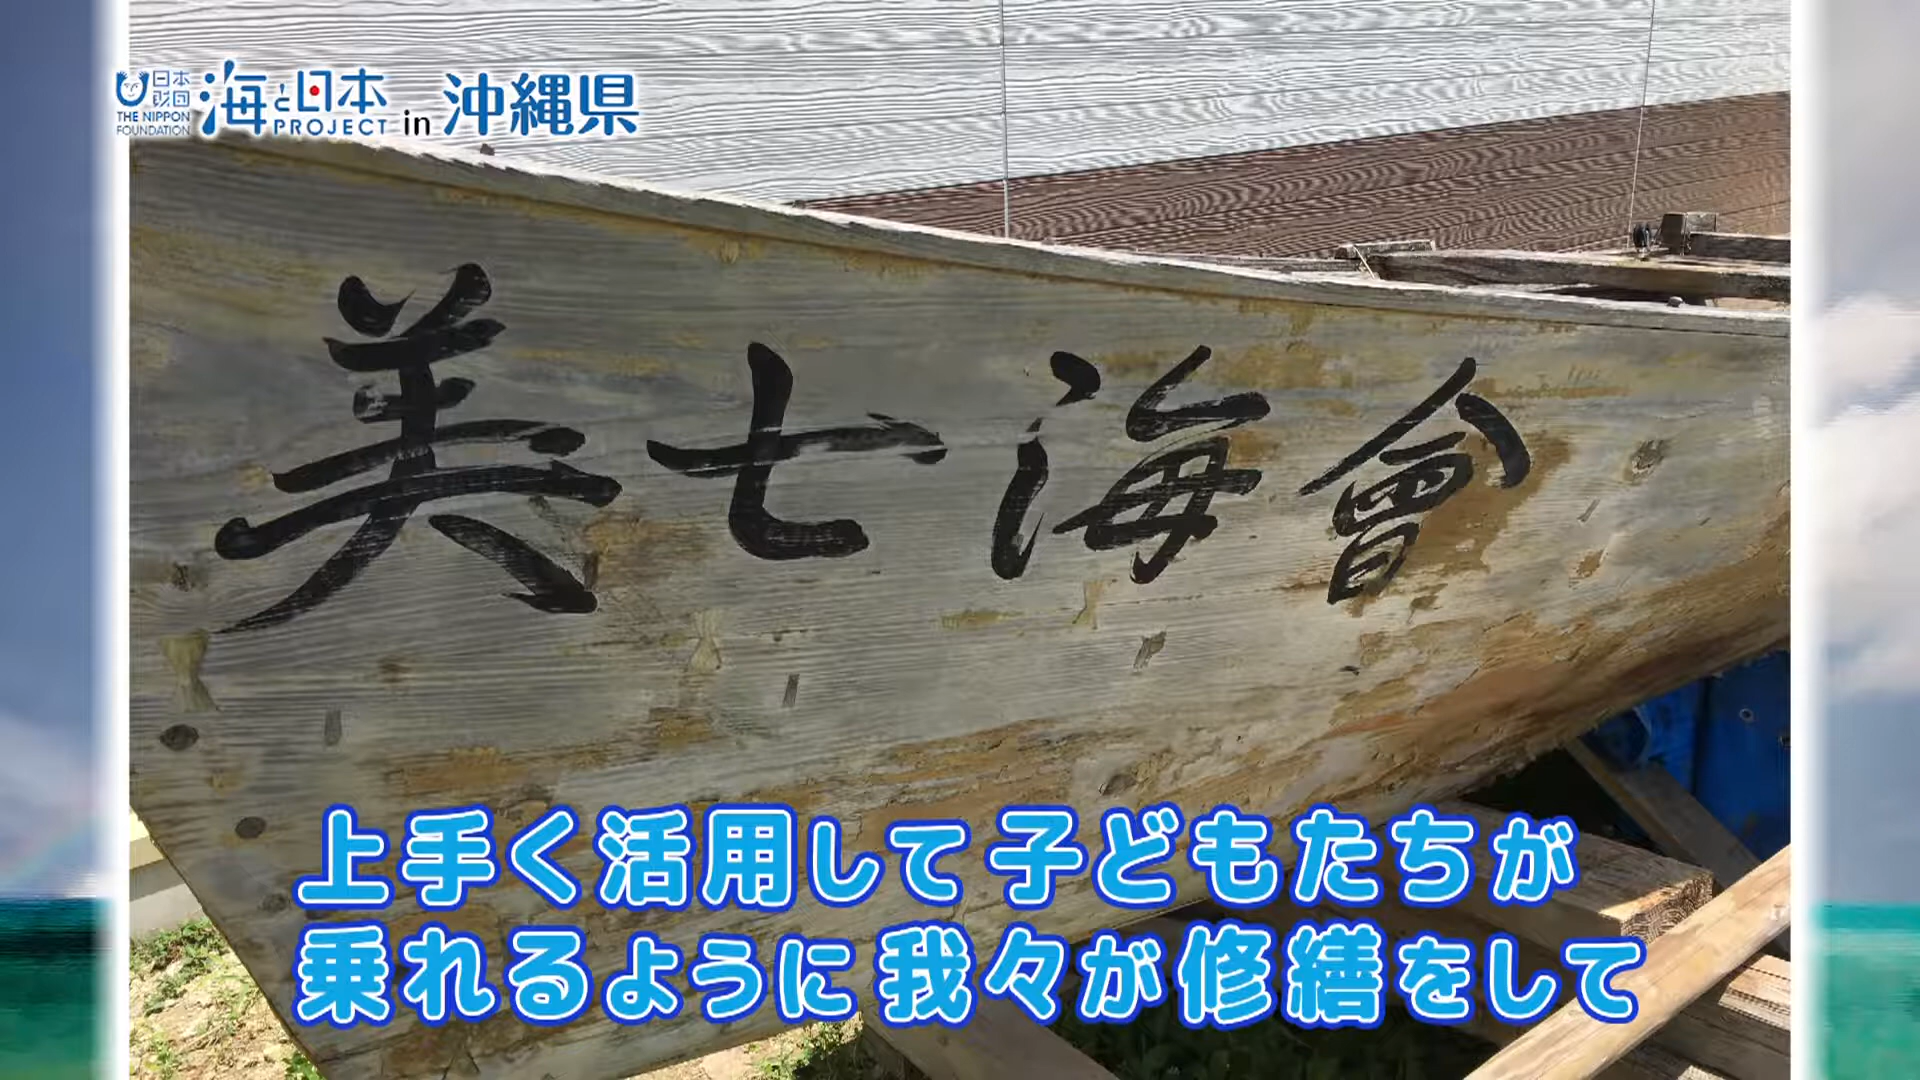 日本
財団
THE NIPPON
FOUNDATION
海と日本
PROJECT
in 沖縄県
美七海會
上手く活用して 子どもたちが
乗れるように 我々が 修繕をして